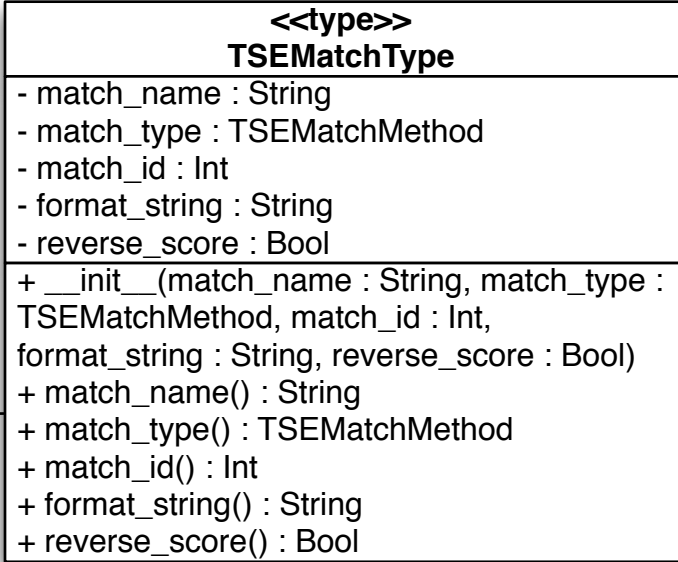 <<type>>
TSEMatchType
- match_name : String
- match_type : TSEMatchMethod
- match_id : Int
- format_string : String
- reverse_score : Bool
+ __init__(match_name : String, match_type :
TSEMatchMethod, match_id : Int,
format_string : String, reverse_score : Bool)
+ match_name() : String
+ match_type() : TSEMatchMethod
+ match_id() : Int
+ format_string() : String
+ reverse_score() : Bool